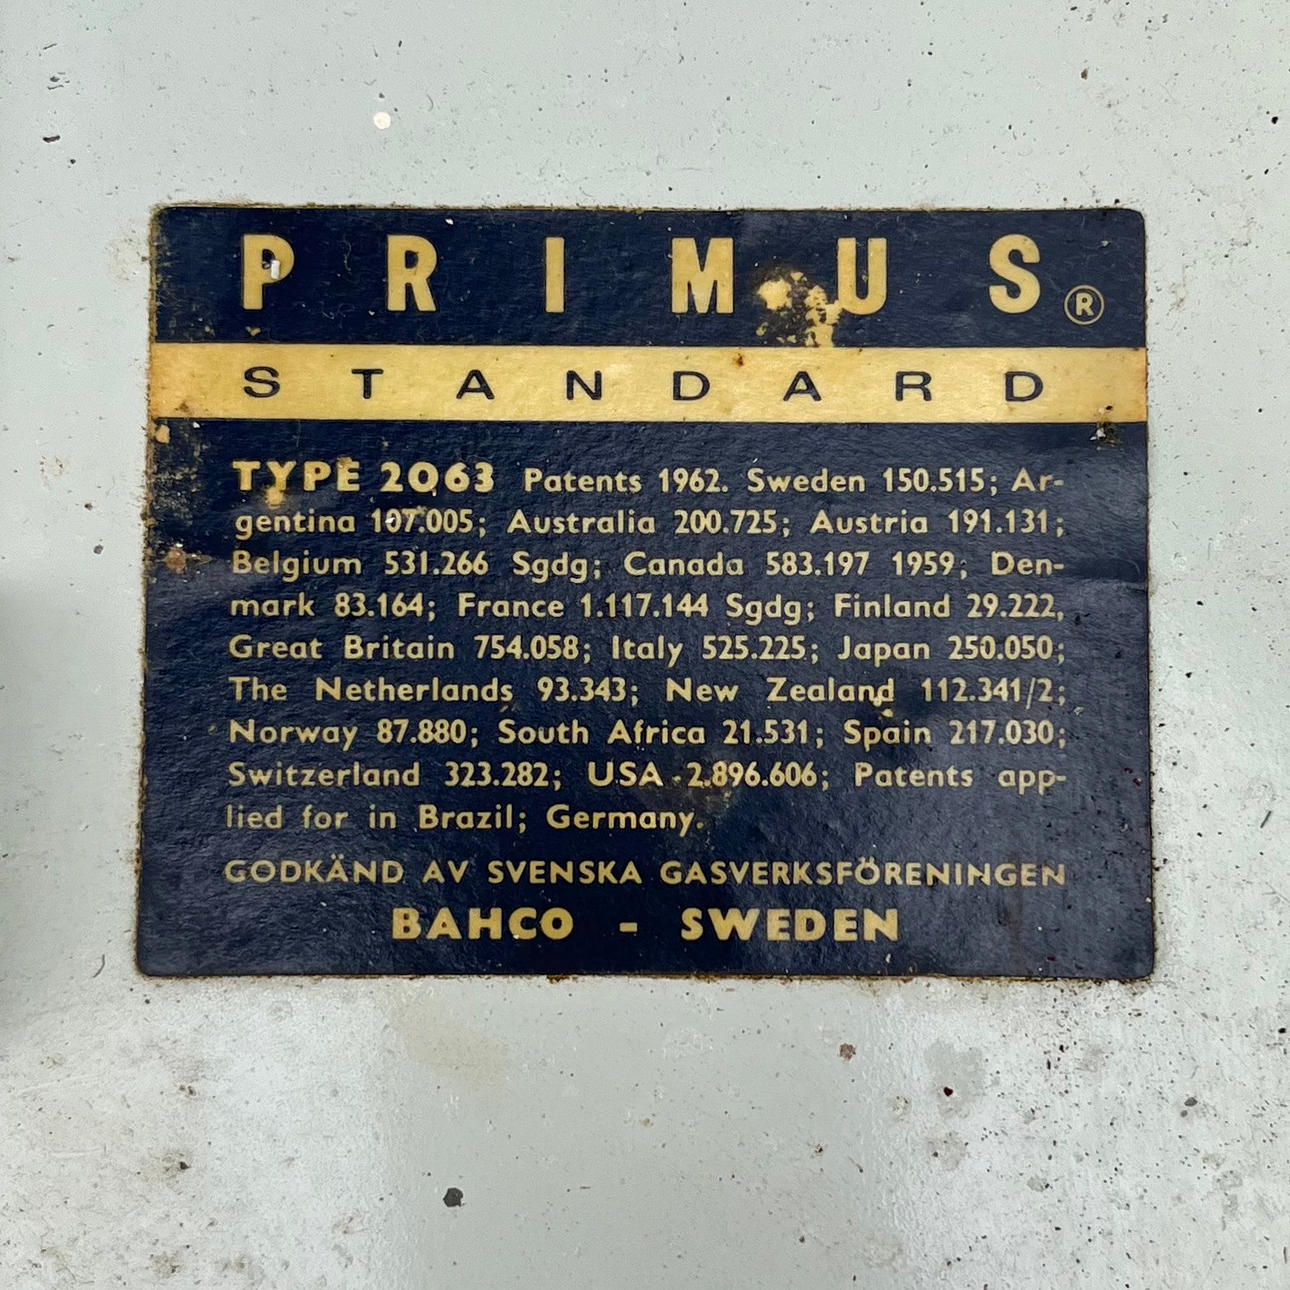 PRIMUS®
STANDARD
TYPE 2063 Patents 1962. Sweden 150.515; Ar-
gentina 107.005; Australia 200.725; Austria 191.131;
Belgium 531.266 Sgdg; Canada 583.197 1959; Den-
mark 83.164; France 1.117.144 Sgdg; Finland 29.222,
Great Britain 754.058; Italy 525.225; Japan 250.050;
The Netherlands 93.343; New Zealand 112.341/2;
Norway 87.880; South Africa 21.531; Spain 217.030;
Switzerland 323.282; USA 2.896.606; Patents app-
lied for in Brazil; Germany.
GODKÄND AV SVENSKA GASVERKSFÖRENINGEN
BAHCO - SWEDEN